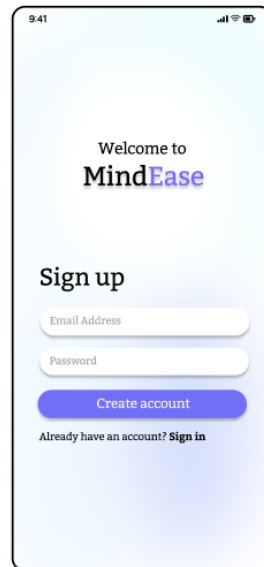 9:41
Welcome to
MindEase
Sign up
Email Address
Password
Create account
Already have an account? Sign in